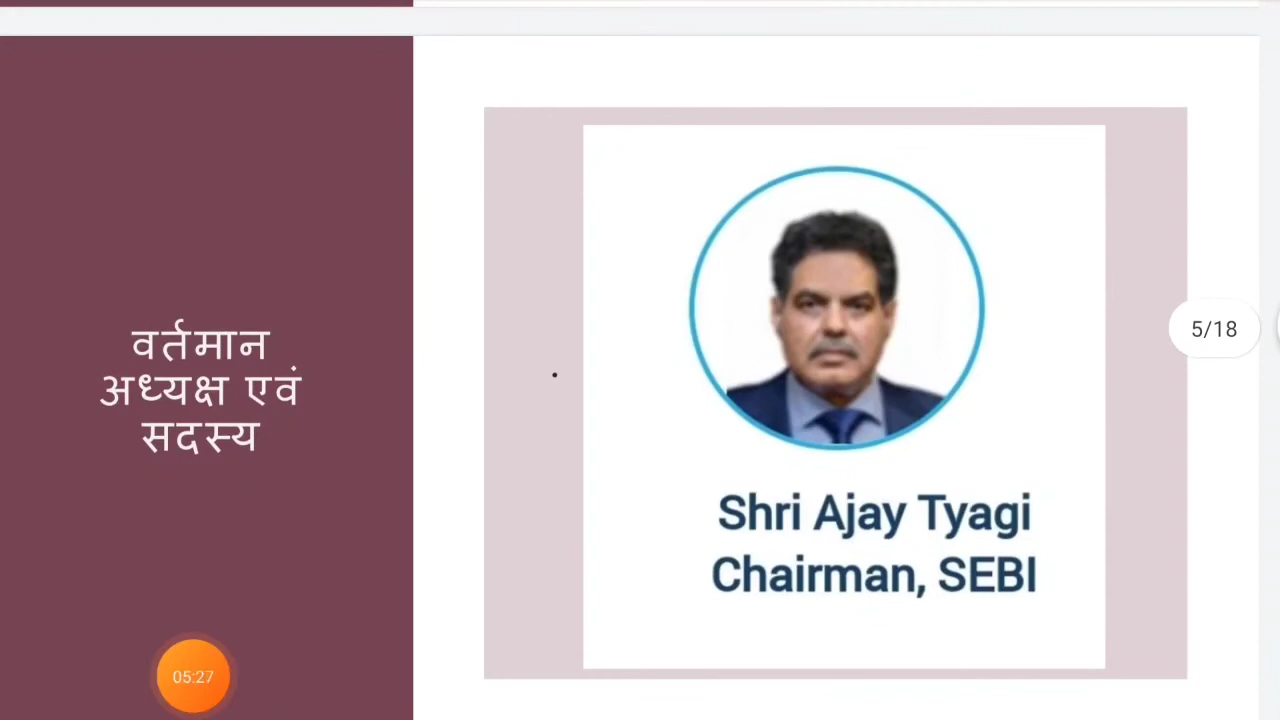 वर्तमान
अध्यक्ष एवं
सदस्य
Shri Ajay Tyagi
Chairman, SEBI
5/18
05:27